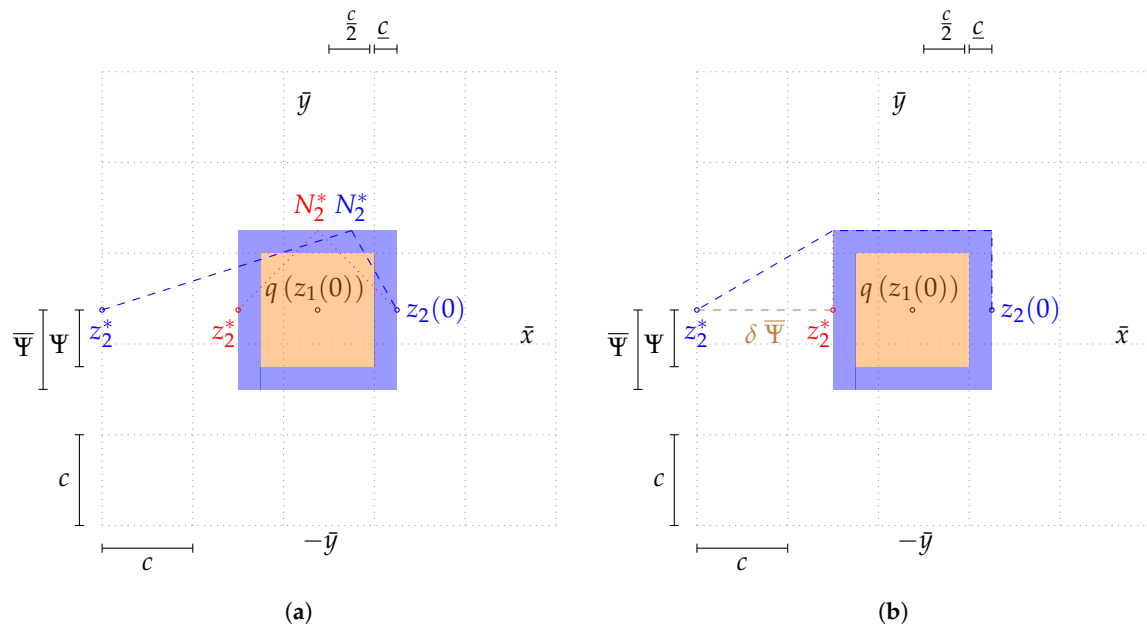 c/2 c̲ c/2 c̲
ȳ ȳ
N₂* N₂*
q (z₁(0)) q (z₁(0))
z₂* z₂* z₂(0) z₂* z₂* z₂(0)
Ψ̅ Ψ x̄ Ψ̅ Ψ δ Ψ̅ x̄
c c
−ȳ −ȳ
c c
(a) (b)